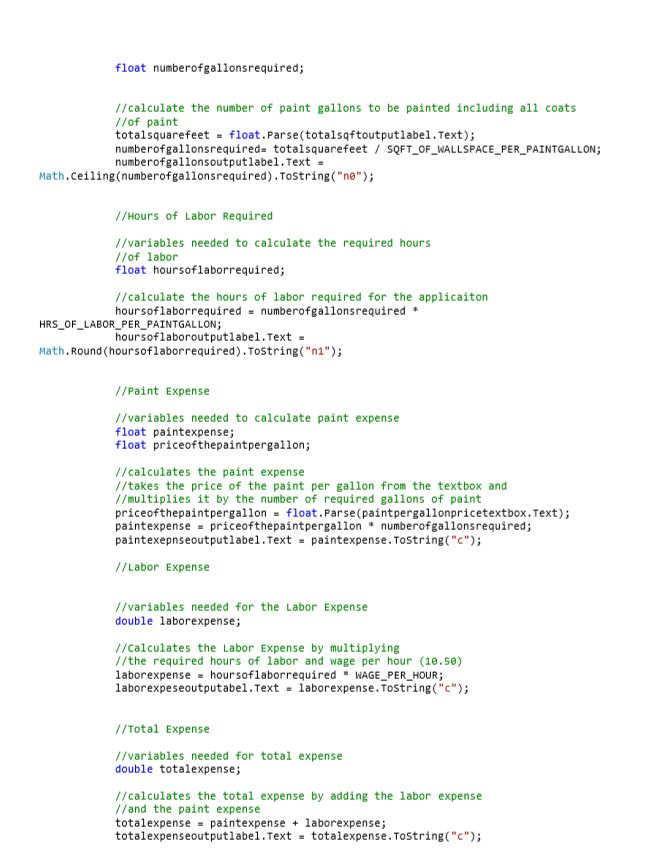 float numberofgallonsrequired;
//calculate the number of paint gallons to be painted including all coats
//of paint
totalsquarefeet = float.Parse(totalsqftoutputlabel.Text);
numberofgallonsrequired= totalsquarefeet / SQFT_OF_WALLSPACE_PER_PAINTGALLON;
numberofgallonsoutputlabel.Text =
Math.Ceiling(numberofgallonsrequired).ToString("n0");
//Hours of Labor Required
//variables needed to calculate the required hours
//of labor
float hoursoflaborrequired;
//calculate the hours of labor required for the applicaiton
hoursoflaborrequired = numberofgallonsrequired *
HRS_OF_LABOR_PER_PAINTGALLON;
hoursoflaboroutputlabel.Text =
Math.Round(hoursoflaborrequired).ToString("n1");
//Paint Expense
//variables needed to calculate paint expense
float paintexpense;
float priceofthepaintpergallon;
//calculates the paint expense
//takes the price of the paint per gallon from the textbox and
//multiplies it by the number of required gallons of paint
priceofthepaintpergallon = float.Parse(paintpergallonpricetextbox.Text);
paintexpense = priceofthepaintpergallon * numberofgallonsrequired;
paintexepnseoutputlabel.Text = paintexpense.ToString("c");
//Labor Expense
//variables needed for the Labor Expense
double laborexpense;
//Calculates the Labor Expense by multiplying
//the required hours of labor and wage per hour (10.50)
laborexpense = hoursoflaborrequired * WAGE_PER_HOUR;
laborexpeseoutputabel.Text = laborexpense.ToString("c");
//Total Expense
//variables needed for total expense
double totalexpense;
//calculates the total expense by adding the labor expense
//and the paint expense
totalexpense = paintexpense + laborexpense;
totalexpenseoutputlabel.Text = totalexpense.ToString("c");